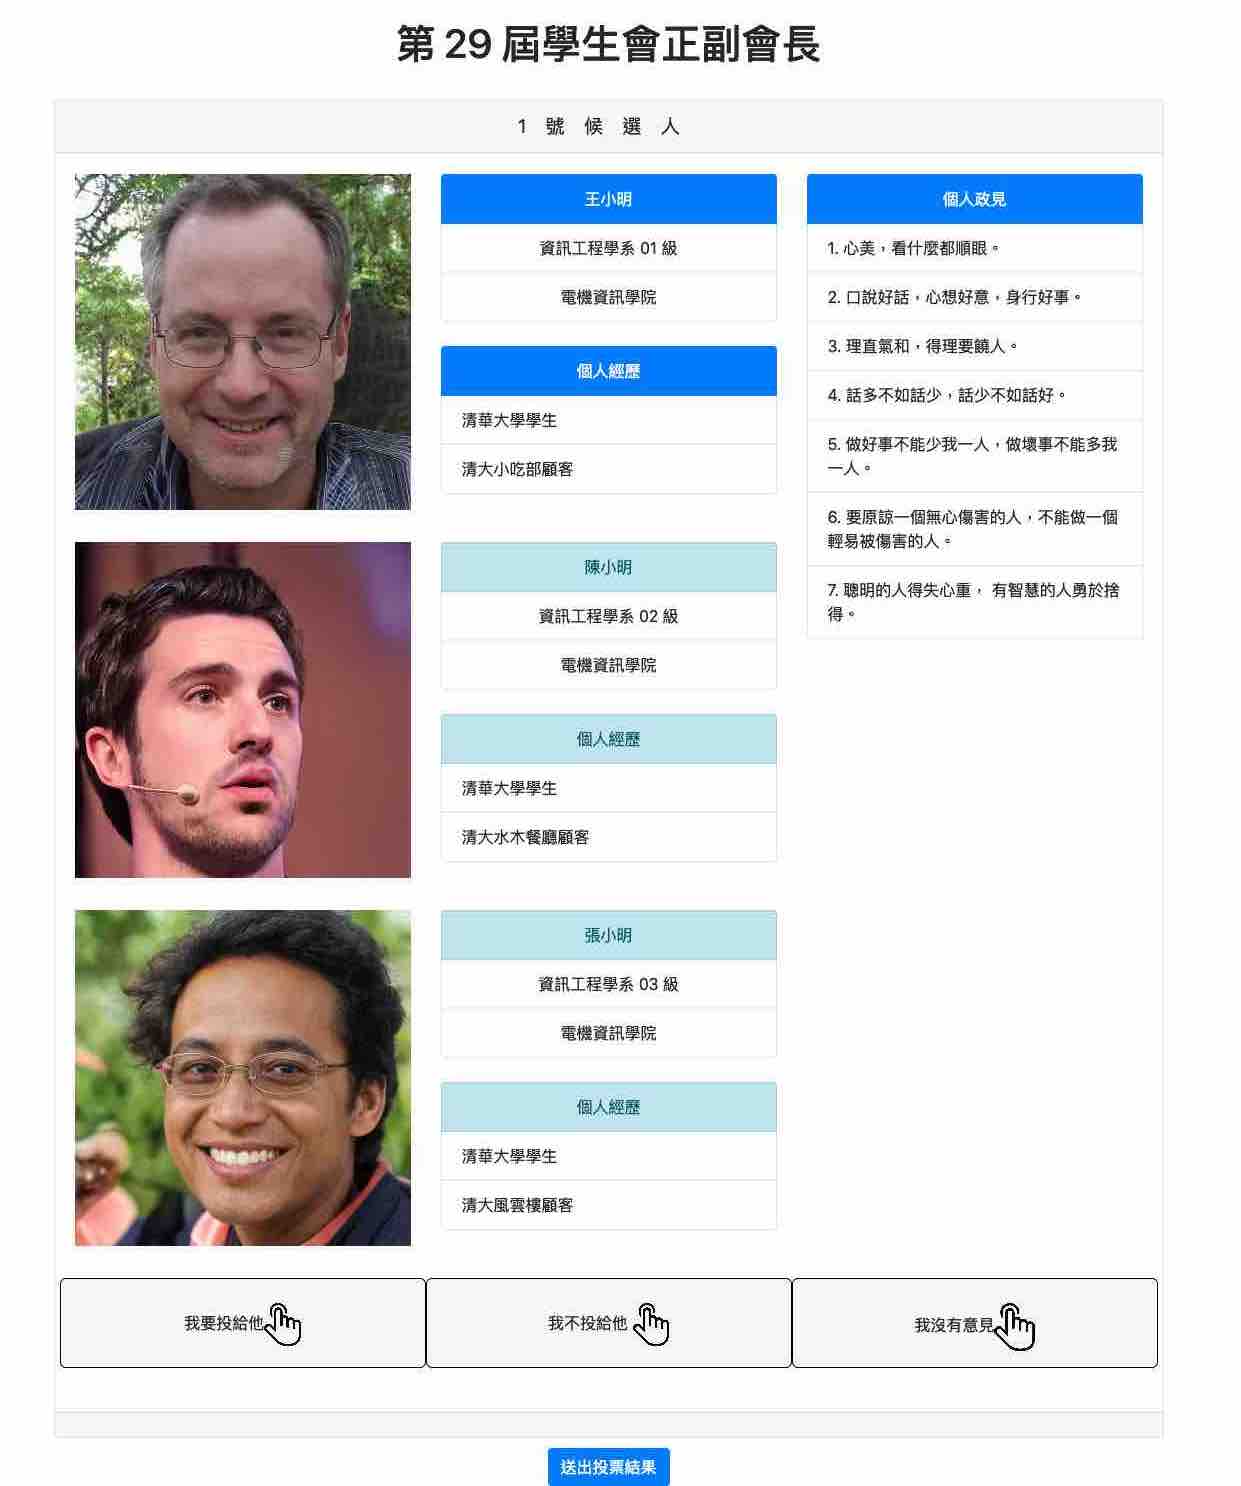 第 29 屆學生會正副會長
1 號 候 選 人
王小明
資訊工程學系 01 級
電機資訊學院
個人經歷
清華大學學生
清大小吃部顧客
陳小明
資訊工程學系 02 級
電機資訊學院
個人經歷
清華大學學生
清大水木餐廳顧客
張小明
資訊工程學系 03 級
電機資訊學院
個人經歷
清華大學學生
清大風雲樓顧客
個人政見
1. 心美，看什麼都順眼。
2. 口說好話，心想好意，身行好事。
3. 理直氣和，得理要饒人。
4. 話多不如話少，話少不如話好。
5. 做好事不能少我一人，做壞事不能多我
一人。
6. 要原諒一個無心傷害的人，不能做一個
輕易被傷害的人。
7. 聰明的人得失心重， 有智慧的人勇於捨
得。
我要投給他
我不投給他
我沒有意見
送出投票結果